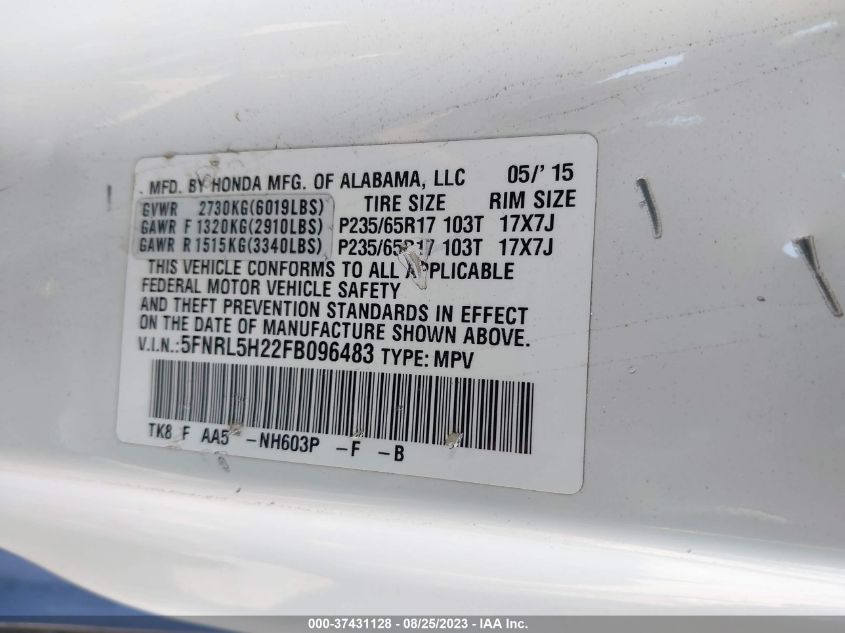 MFD. BY HONDA MFG. OF ALABAMA, LLC 05/' 15
TIRE SIZE RIM SIZE
GVWR 2730KG(6019LBS)
GAWR F 1320KG(2910LBS) P235/65R17 103T 17X7J
GAWR R 1515KG(3340LBS) P235/65R17 103T 17X7J
THIS VEHICLE CONFORMS TO ALL APPLICABLE
FEDERAL MOTOR VEHICLE SAFETY
AND THEFT PREVENTION STANDARDS IN EFFECT
ON THE DATE OF MANUFACTURE SHOWN ABOVE.
V.I.N.:5FNRL5H22FB096483 TYPE: MPV
TK8 F AA5 -NH603P -F -B
000-37431128 - 08/25/2023 - IAA Inc.